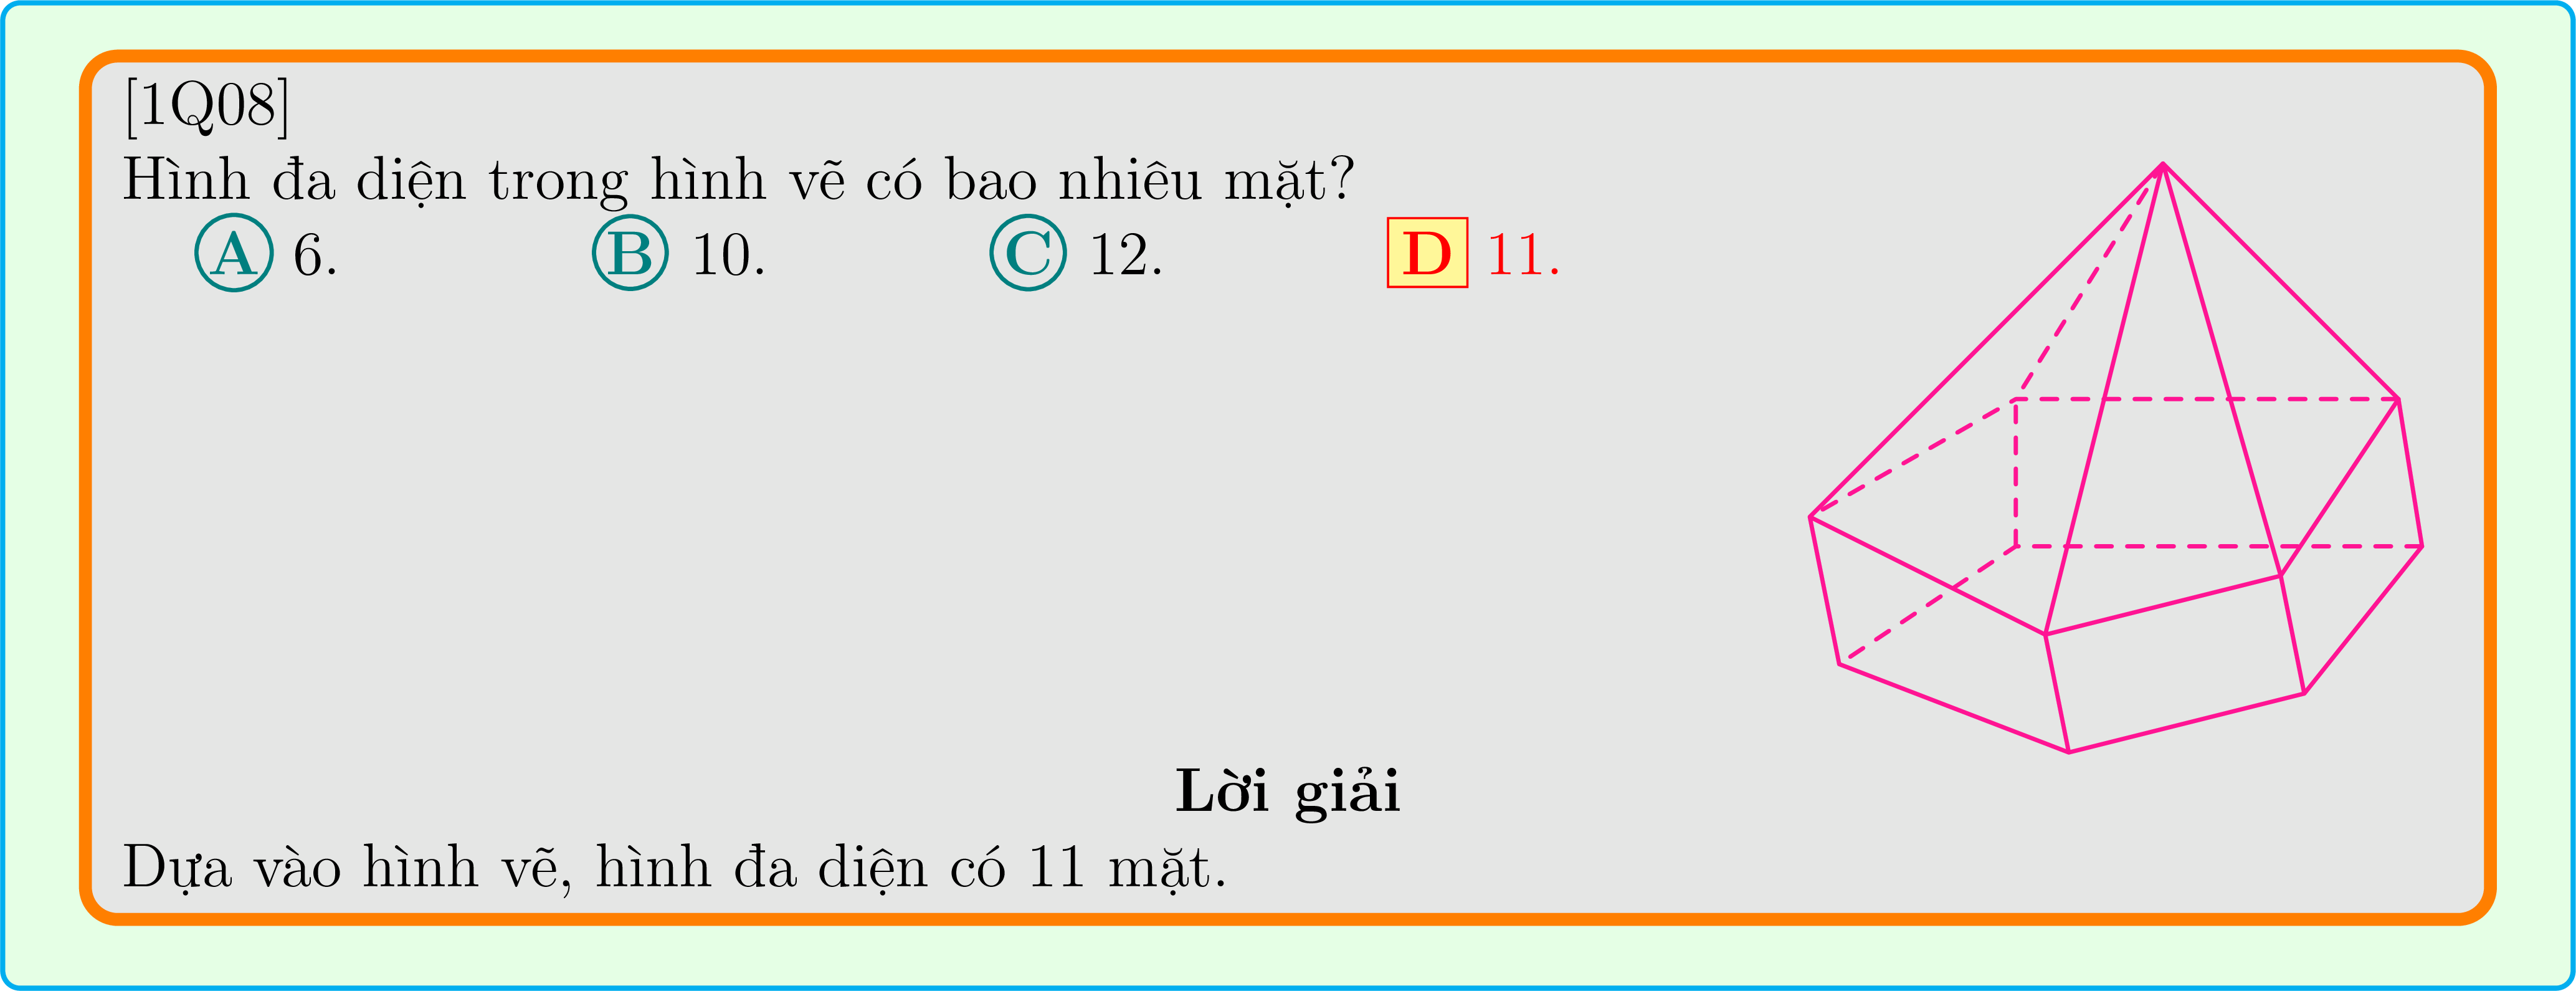 [1Q08]
Hình đa diện trong hình vẽ có bao nhiêu mặt?
A 6. B 10. C 12. D 11.
Lời giải
Dựa vào hình vẽ, hình đa diện có 11 mặt.